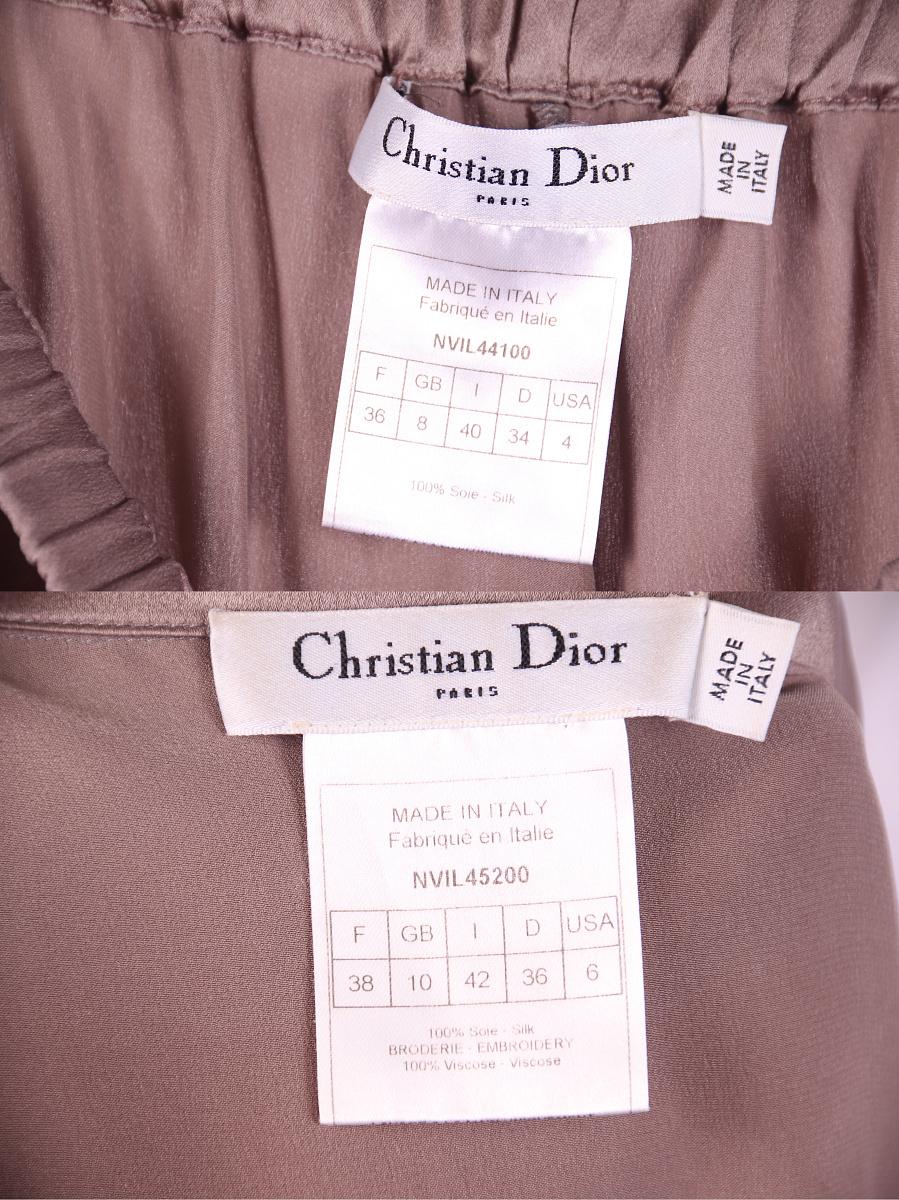 Christian Dior
PARIS
MADE
IN
ITALY
MADE IN ITALY
Fabriqué en Italie
NVIL44100
F GB I D USA
36 8 40 34 4
100% Soie - Silk
Christian Dior
PARIS
MADE
IN
ITALY
MADE IN ITALY
Fabriqué en Italie
NVIL45200
F GB I D USA
38 10 42 36 6
100% Soie - Silk
BRODERIE - EMBROIDERY
100% Viscose - Viscose